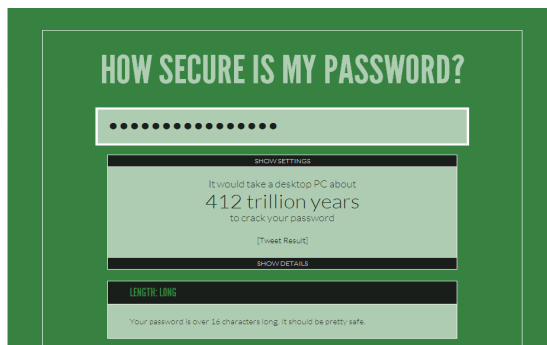 HOW SECURE IS MY PASSWORD?
SHOW SETTINGS
It would take a desktop PC about
412 trillion years
to crack your password
[Tweet Result]
SHOW DETAILS
LENGTH: LONG
Your password is over 16 characters long. It should be pretty safe.